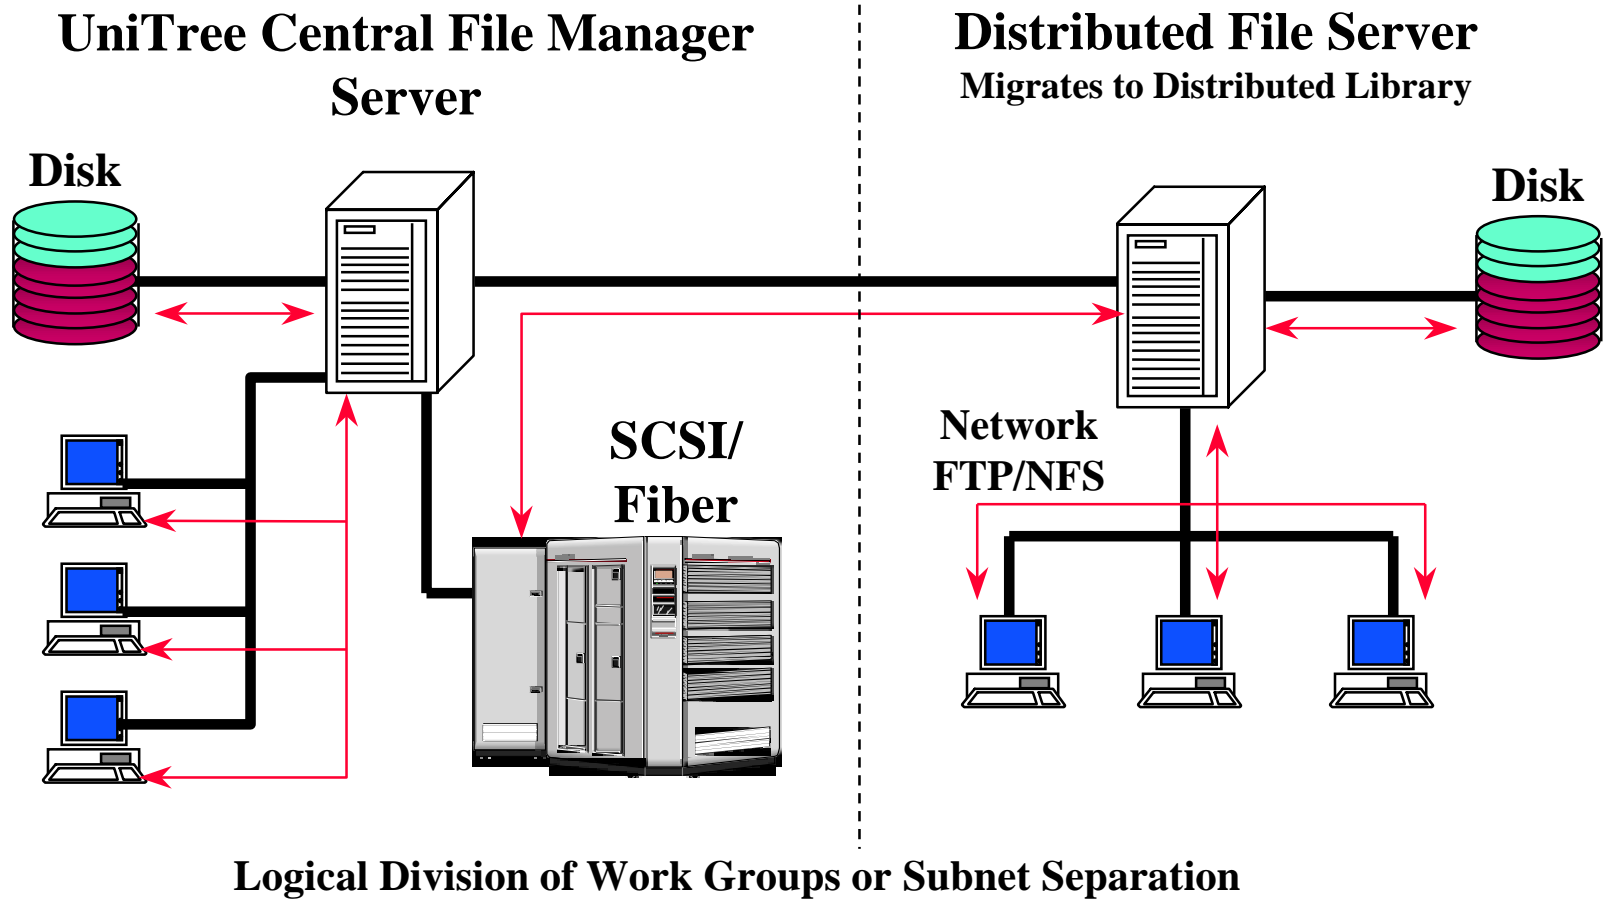 UniTree Central File Manager
Server
Distributed File Server
Migrates to Distributed Library
Disk
Disk
SCSI/
Fiber
Network
FTP/NFS
Logical Division of Work Groups or Subnet Separation